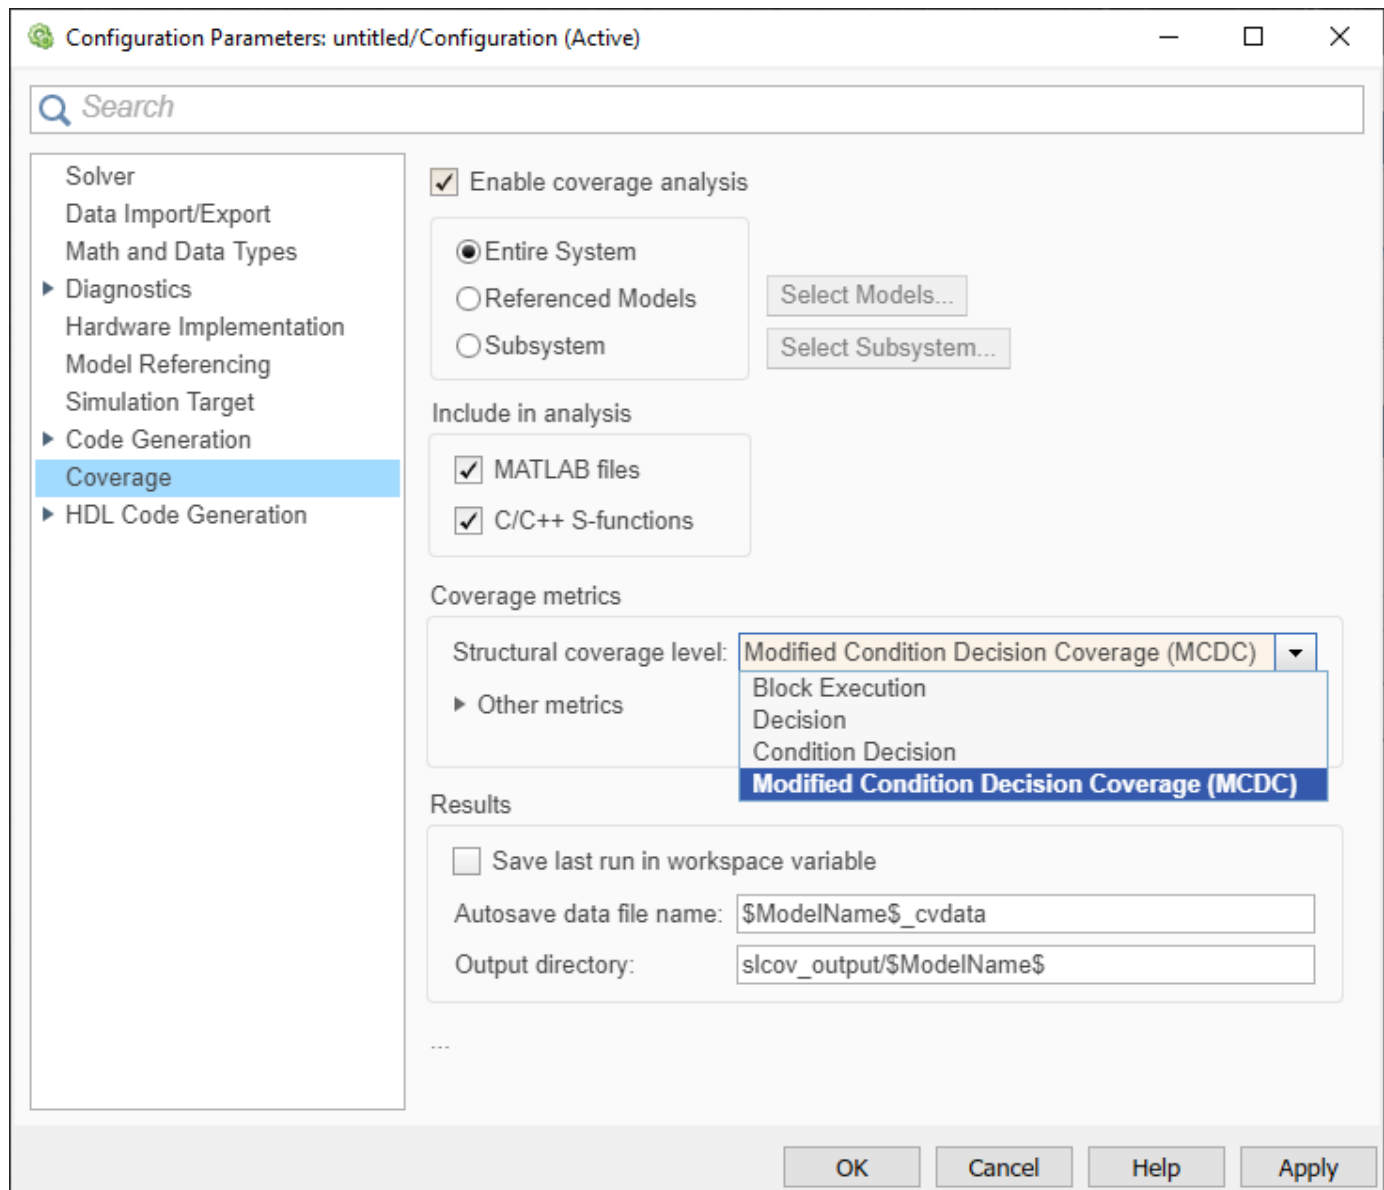 Configuration Parameters: untitled/Configuration (Active)
Search
Solver
Data Import/Export
Math and Data Types
Diagnostics
Hardware Implementation
Model Referencing
Simulation Target
Code Generation
Coverage
HDL Code Generation
Enable coverage analysis
Entire System
Referenced Models
Select Models...
Subsystem
Select Subsystem...
Include in analysis
MATLAB files
C/C++ S-functions
Coverage metrics
Structural coverage level: Modified Condition Decision Coverage (MCDC)
Block Execution
Other metrics
Decision
Condition Decision
Modified Condition Decision Coverage (MCDC)
Results
Save last run in workspace variable
Autosave data file name: $ModelName$_cvdata
Output directory: slcov_output/$ModelName$
...
OK Cancel Help Apply